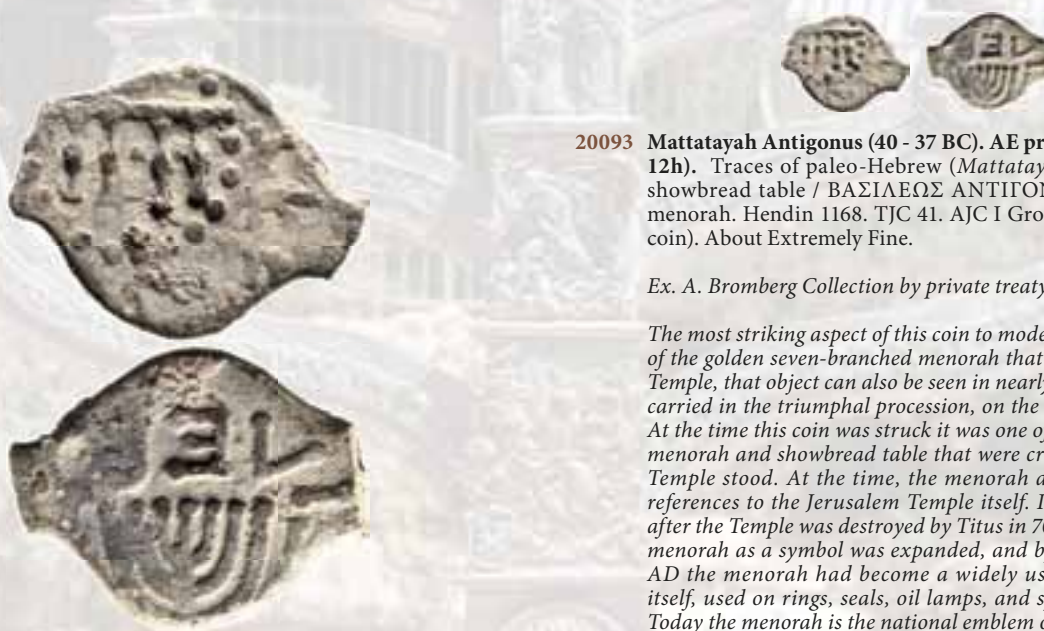 20093 Mattatayah Antigonus (40 - 37 BC). AE pr
12h). Traces of paleo-Hebrew (Mattatay
showbread table / ΒΑΣΙΛΕΩΣ ΑΝΤΙΓΟΝ
menorah. Hendin 1168. TJC 41. AJC I Gro
coin). About Extremely Fine.
Ex. A. Bromberg Collection by private treaty
The most striking aspect of this coin to mode
of the golden seven-branched menorah that
Temple, that object can also be seen in nearly
carried in the triumphal procession, on the
At the time this coin was struck it was one o
menorah and showbread table that were cr
Temple stood. At the time, the menorah a
references to the Jerusalem Temple itself. I
after the Temple was destroyed by Titus in 7
menorah as a symbol was expanded, and b
AD the menorah had become a widely us
itself, used on rings, seals, oil lamps, and s
Today the menorah is the national emblem o